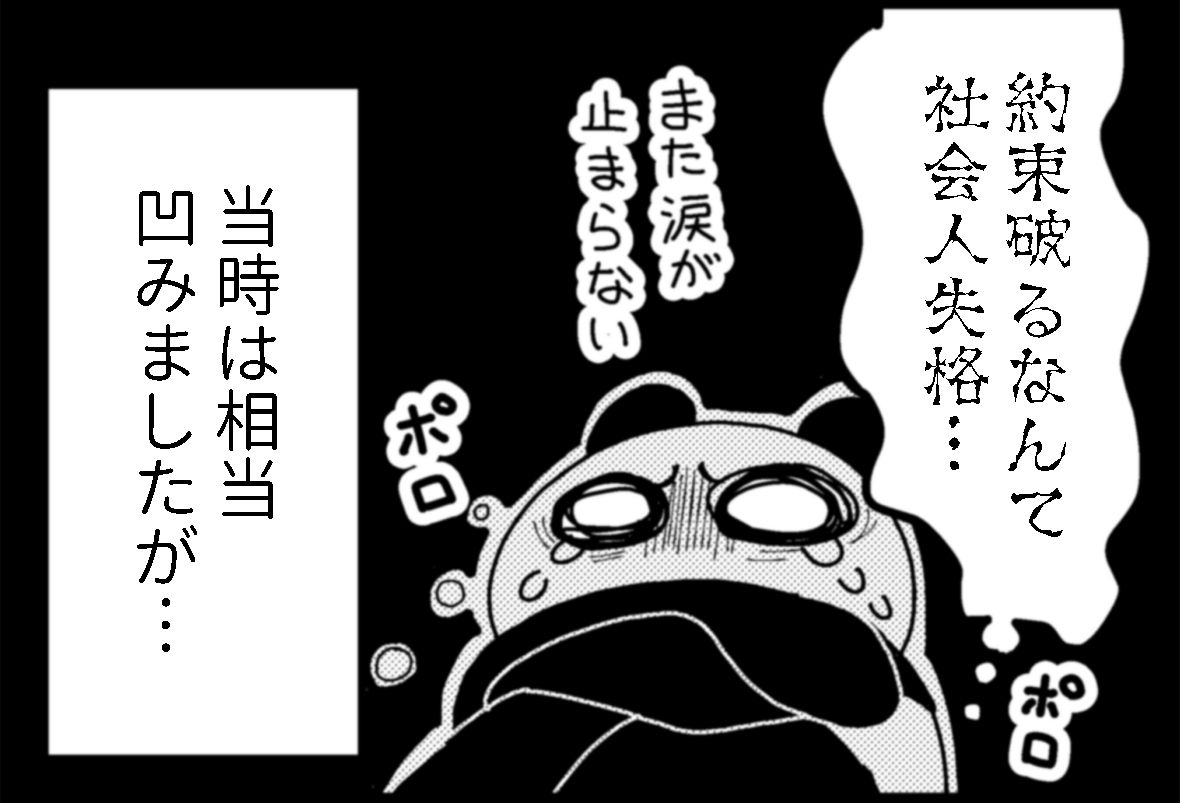 約束破るなんて
社会人失格…
また涙が
止まらない
ポロ
ポロ
当時は相当
凹みましたが…